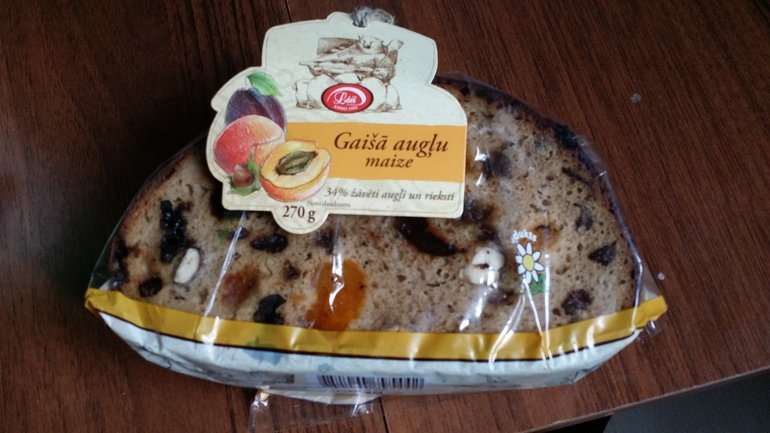 Lāči
Gaišā augļu
maize
34% žāvēti augļi un rieksti
270 g